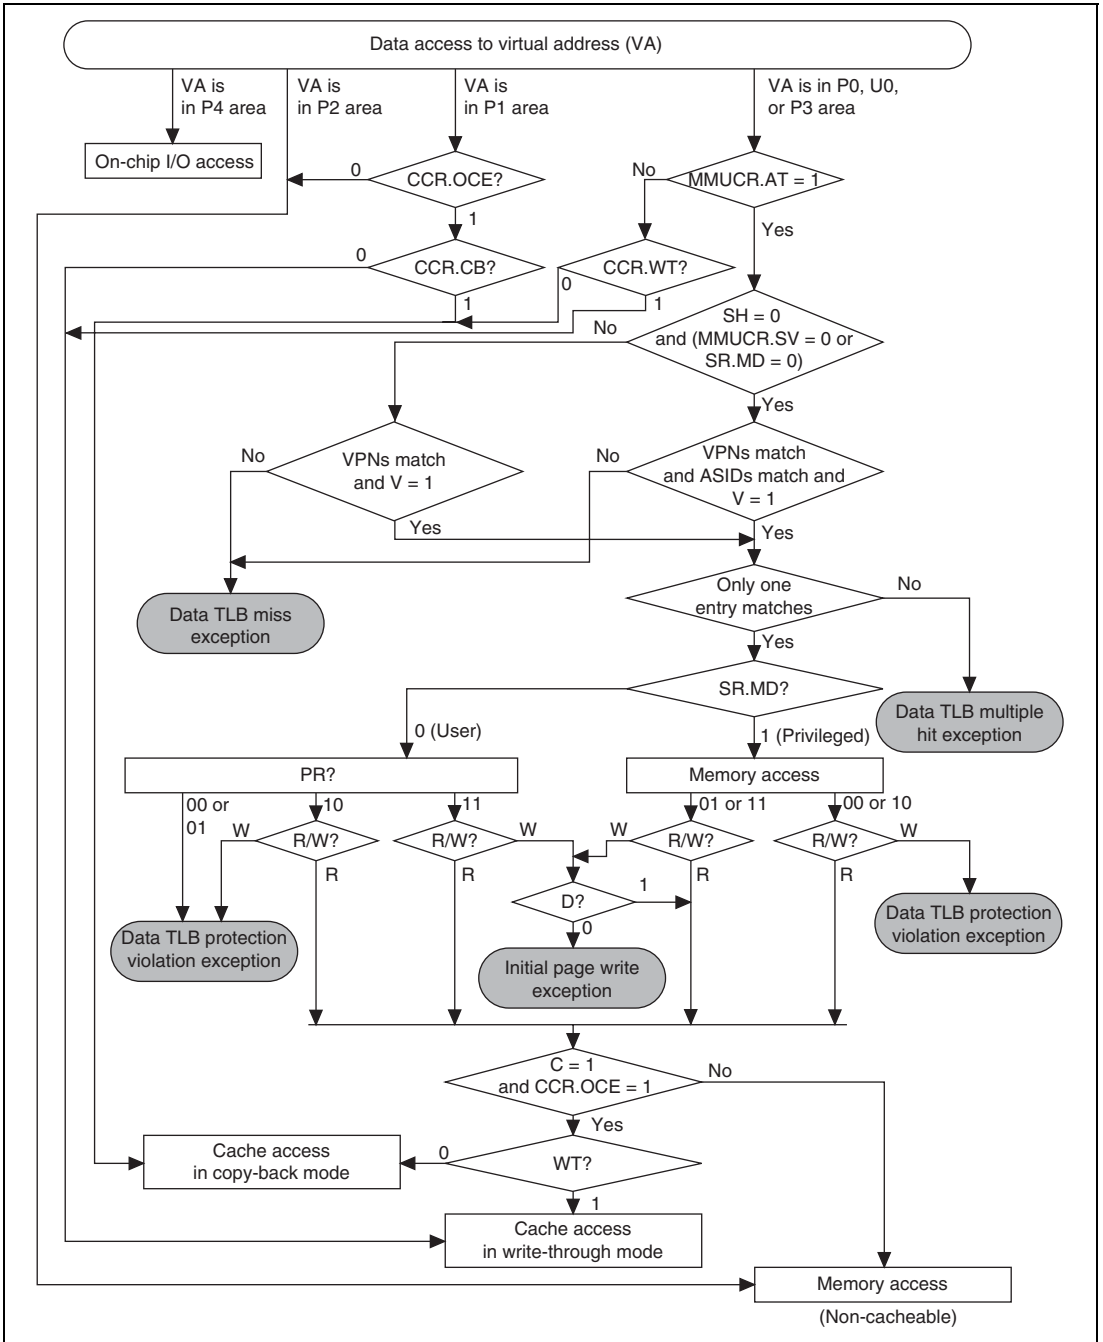 Data access to virtual address (VA)
VA is
in P4 area
VA is
in P2 area
VA is
in P1 area
VA is in P0, U0,
or P3 area
On-chip I/O access
0
CCR.OCE?
No
MMUCR.AT = 1
1
Yes
0
CCR.CB?
CCR.WT?
0
1
1
SH = 0
and (MMUCR.SV = 0 or
SR.MD = 0)
No
Yes
No
VPNs match
and V = 1
No
VPNs match
and ASIDs match and
V = 1
Yes
Yes
Only one
entry matches
No
Data TLB miss
exception
Yes
SR.MD?
Data TLB multiple
hit exception
0 (User)
1 (Privileged)
PR?
Memory access
00 or
01
10
11
01 or 11
00 or 10
W
R/W?
R/W?
W
W
R/W?
R/W?
W
R
R
R
R
D?
1
0
Data TLB protection
violation exception
Initial page write
exception
Data TLB protection
violation exception
C = 1
and CCR.OCE = 1
No
Yes
Cache access
in copy-back mode
0
WT?
1
Cache access
in write-through mode
Memory access
(Non-cacheable)